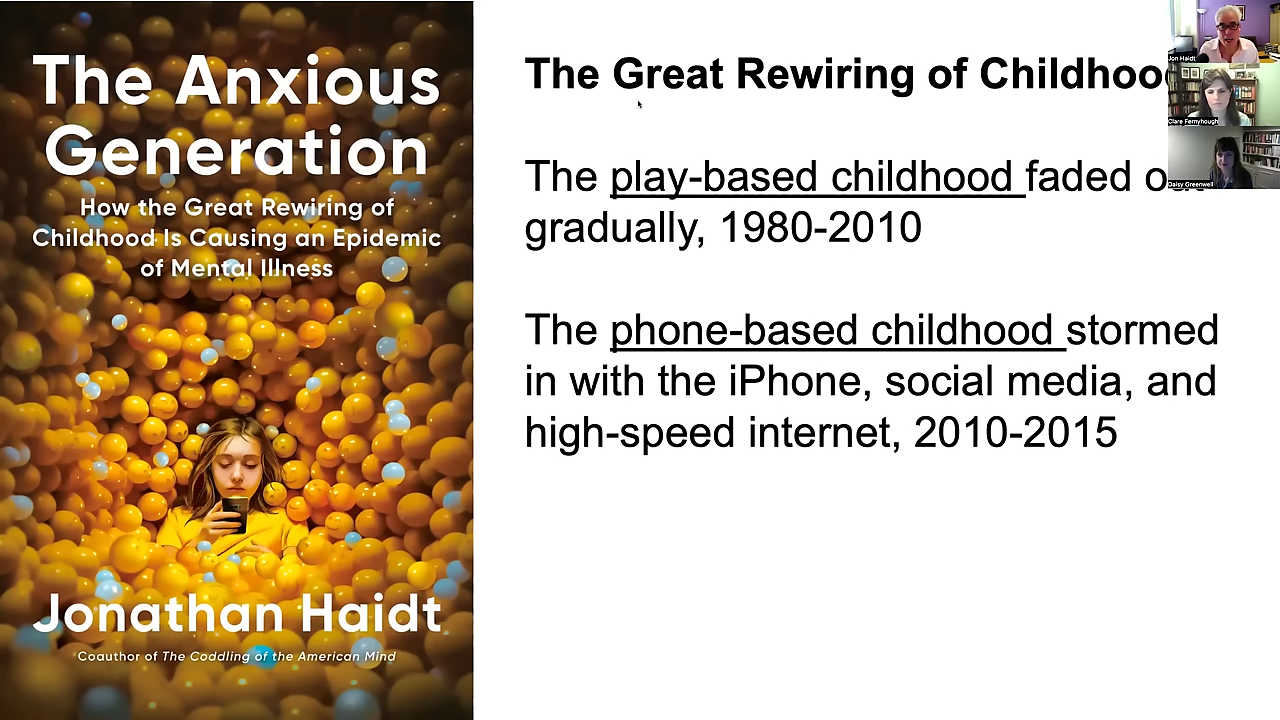 The Anxious
Generation
How the Great Rewiring of
Childhood Is Causing an Epidemic
of Mental Illness
Jonathan Haidt
Coauthor of The Coddling of the American Mind
The Great Rewiring of Childhoo
The play-based childhood faded o
gradually, 1980-2010
The phone-based childhood stormed
in with the iPhone, social media, and
high-speed internet, 2010-2015
Jon Haidt
Clare Fernyhough
Daisy Greenwell